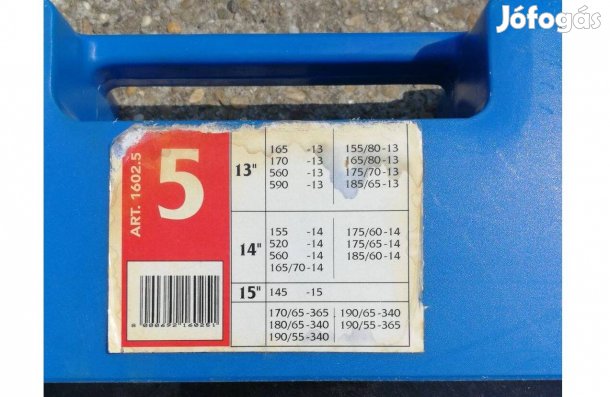 Jófogás
ART. 1602.5
5
13"
165 -13 155/80-13
170 -13 165/80-13
560 -13 175/70-13
590 -13 185/65-13
14"
155 -14 175/60-14
520 -14 175/65-14
560 -14 185/60-14
165/70-14
15"
145 -15
170/65-365 190/65-340
180/65-340 190/55-365
190/55-340
8 000692 160251